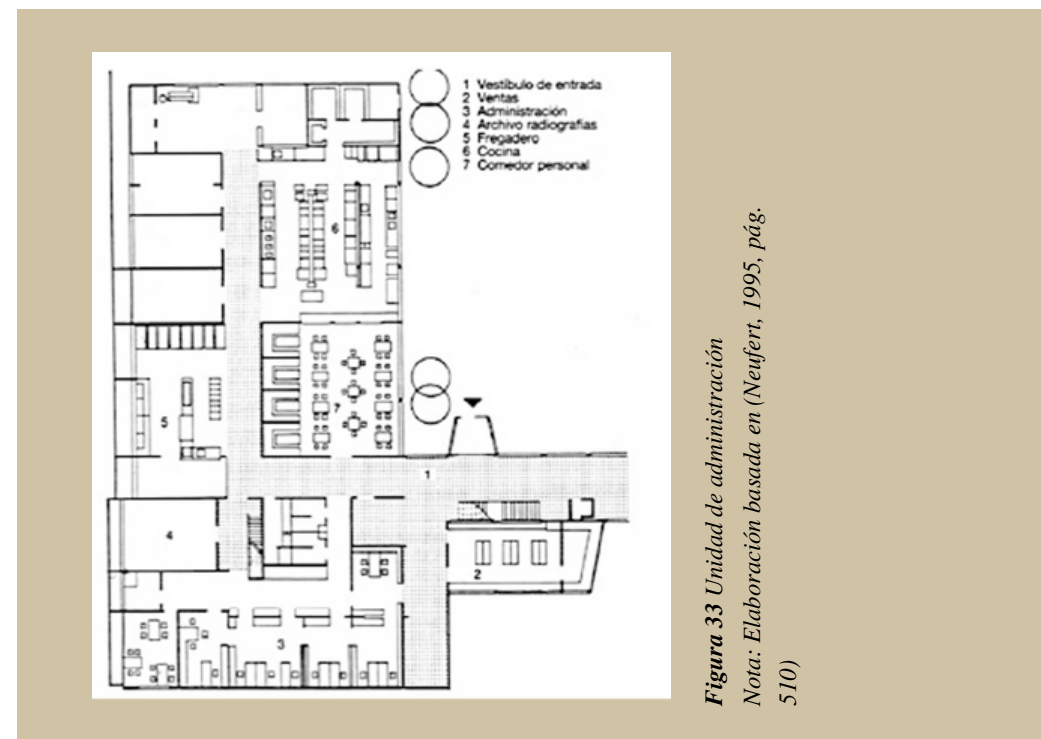 1 Vestíbulo de entrada
2 Ventas
3 Administración
4 Archivo radiografías
5 Fregadero
6 Cocina
7 Comedor personal
6
7
5
1
4
2
3
Figura 33 Unidad de administración
Nota: Elaboración basada en (Neufert, 1995, pág.
510)